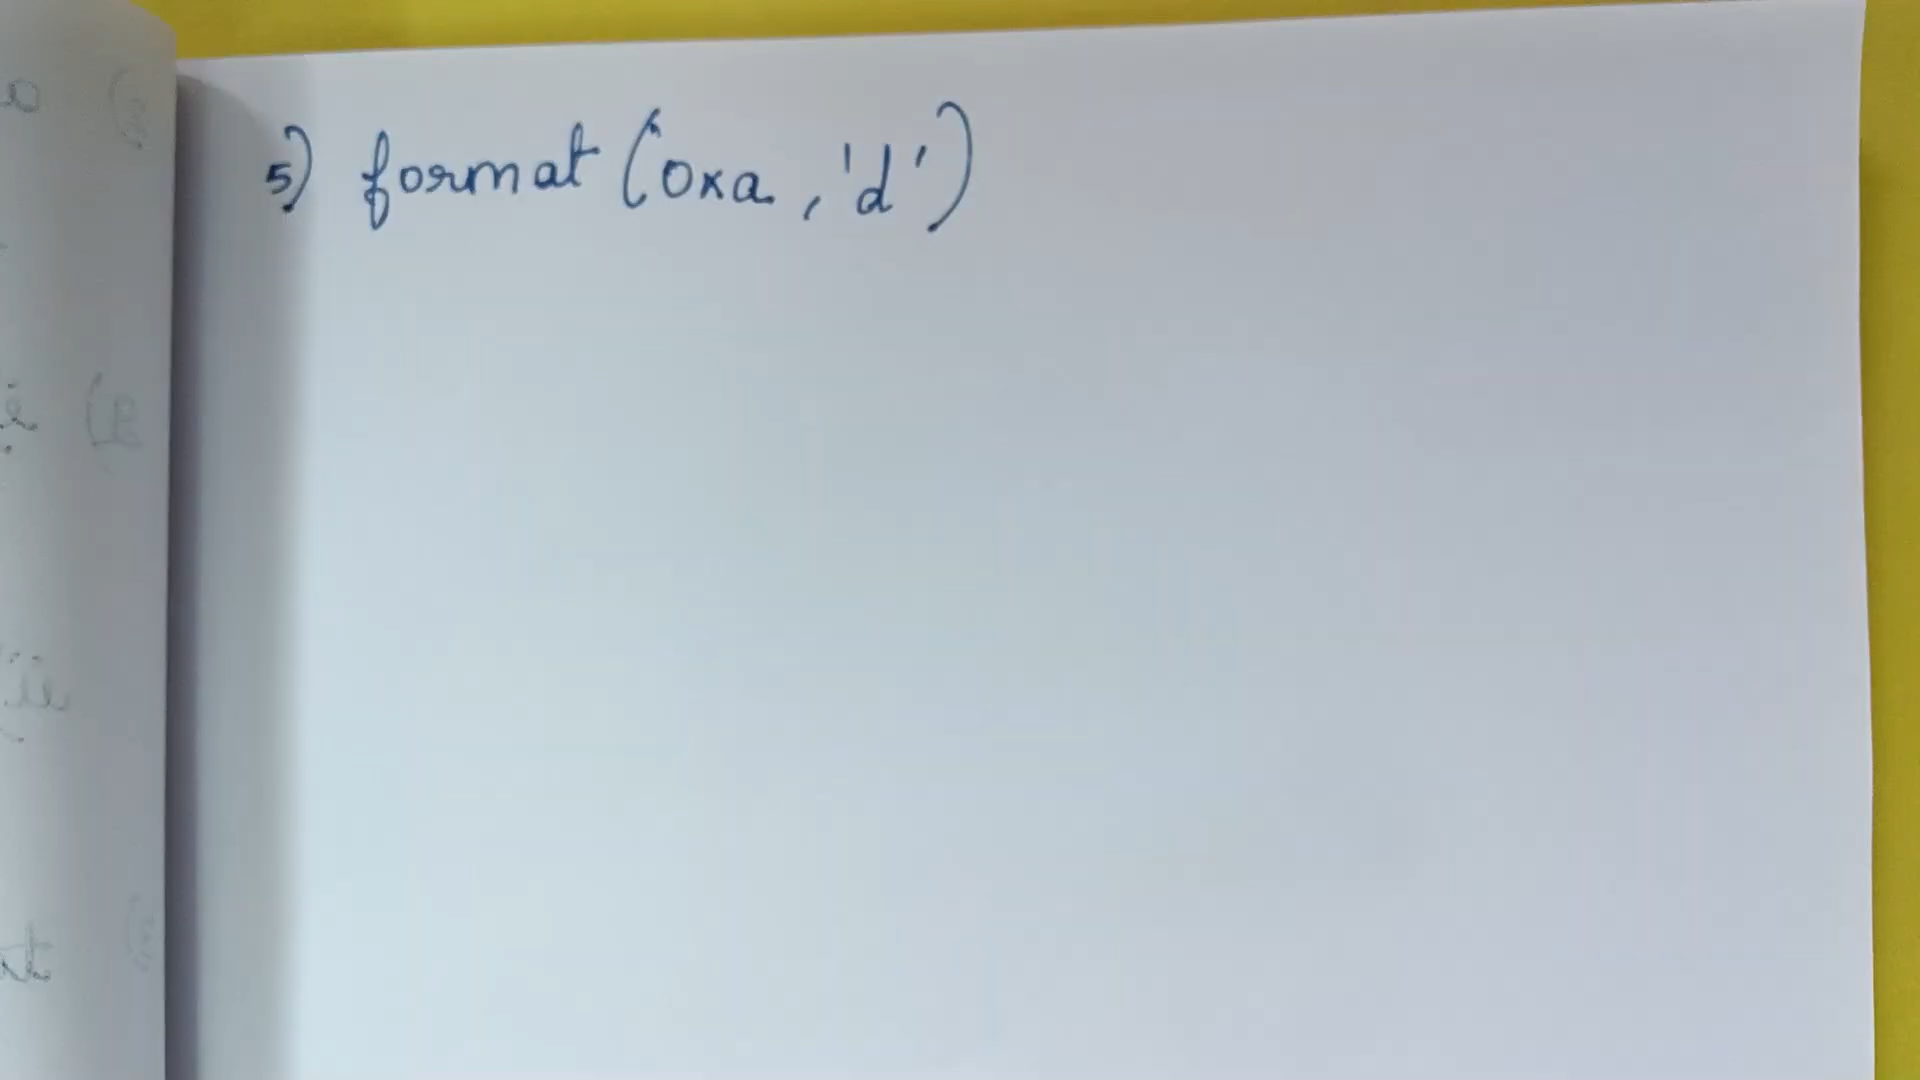 5) format (0xa, 'd')